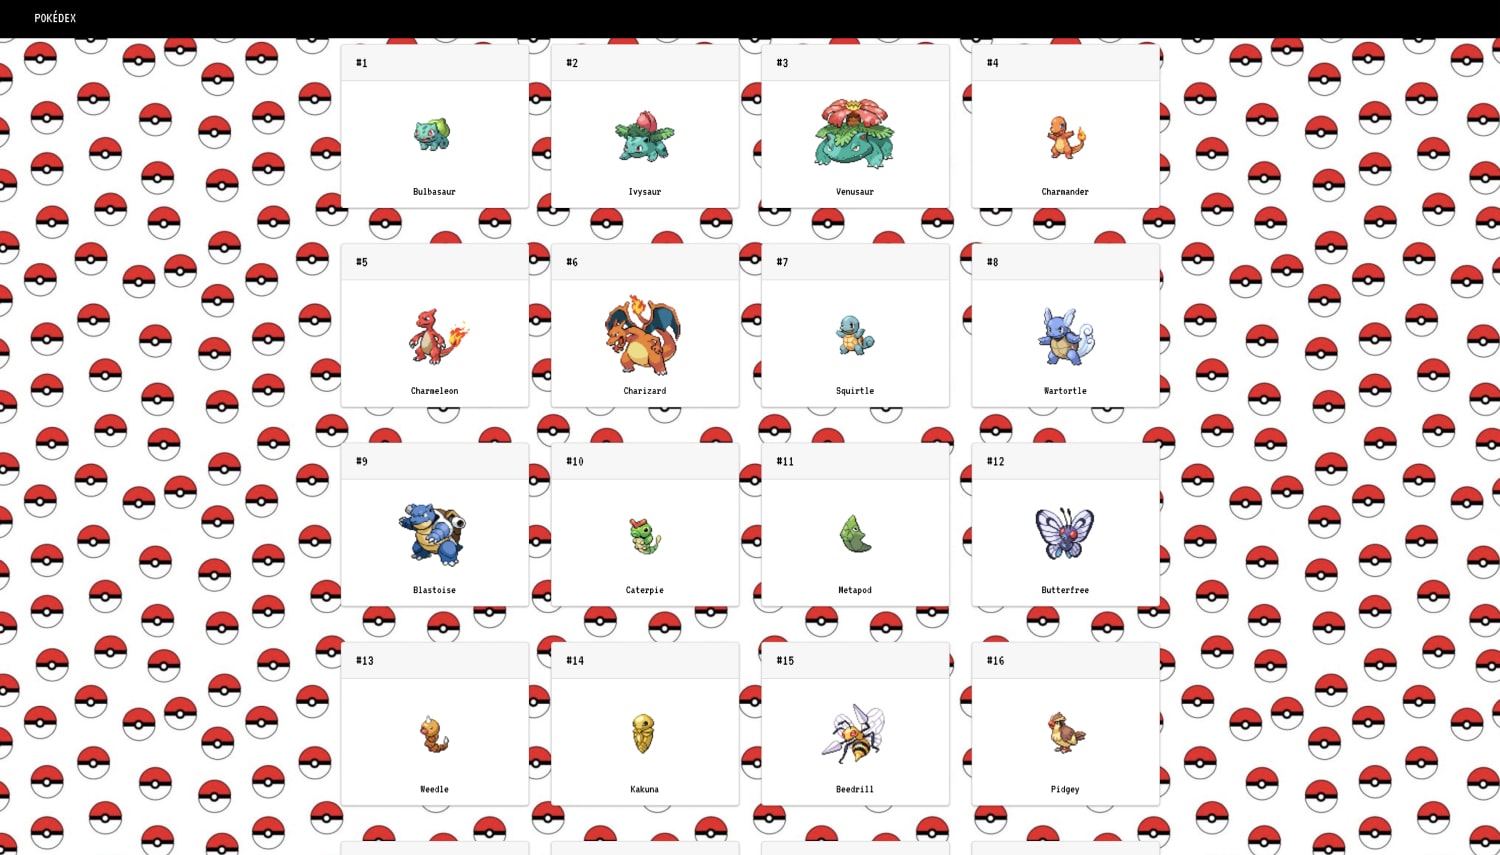 POKÉDEX
#1
#2
#3
#4
Bulbasaur
Ivysaur
Venusaur
Charmander
#5
#6
#7
#8
Charmeleon
Charizard
Squirtle
Wartortle
#9
#10
#11
#12
Blastoise
Caterpie
Metapod
Butterfree
#13
#14
#15
#16
Weedle
Kakuna
Beedrill
Pidgey